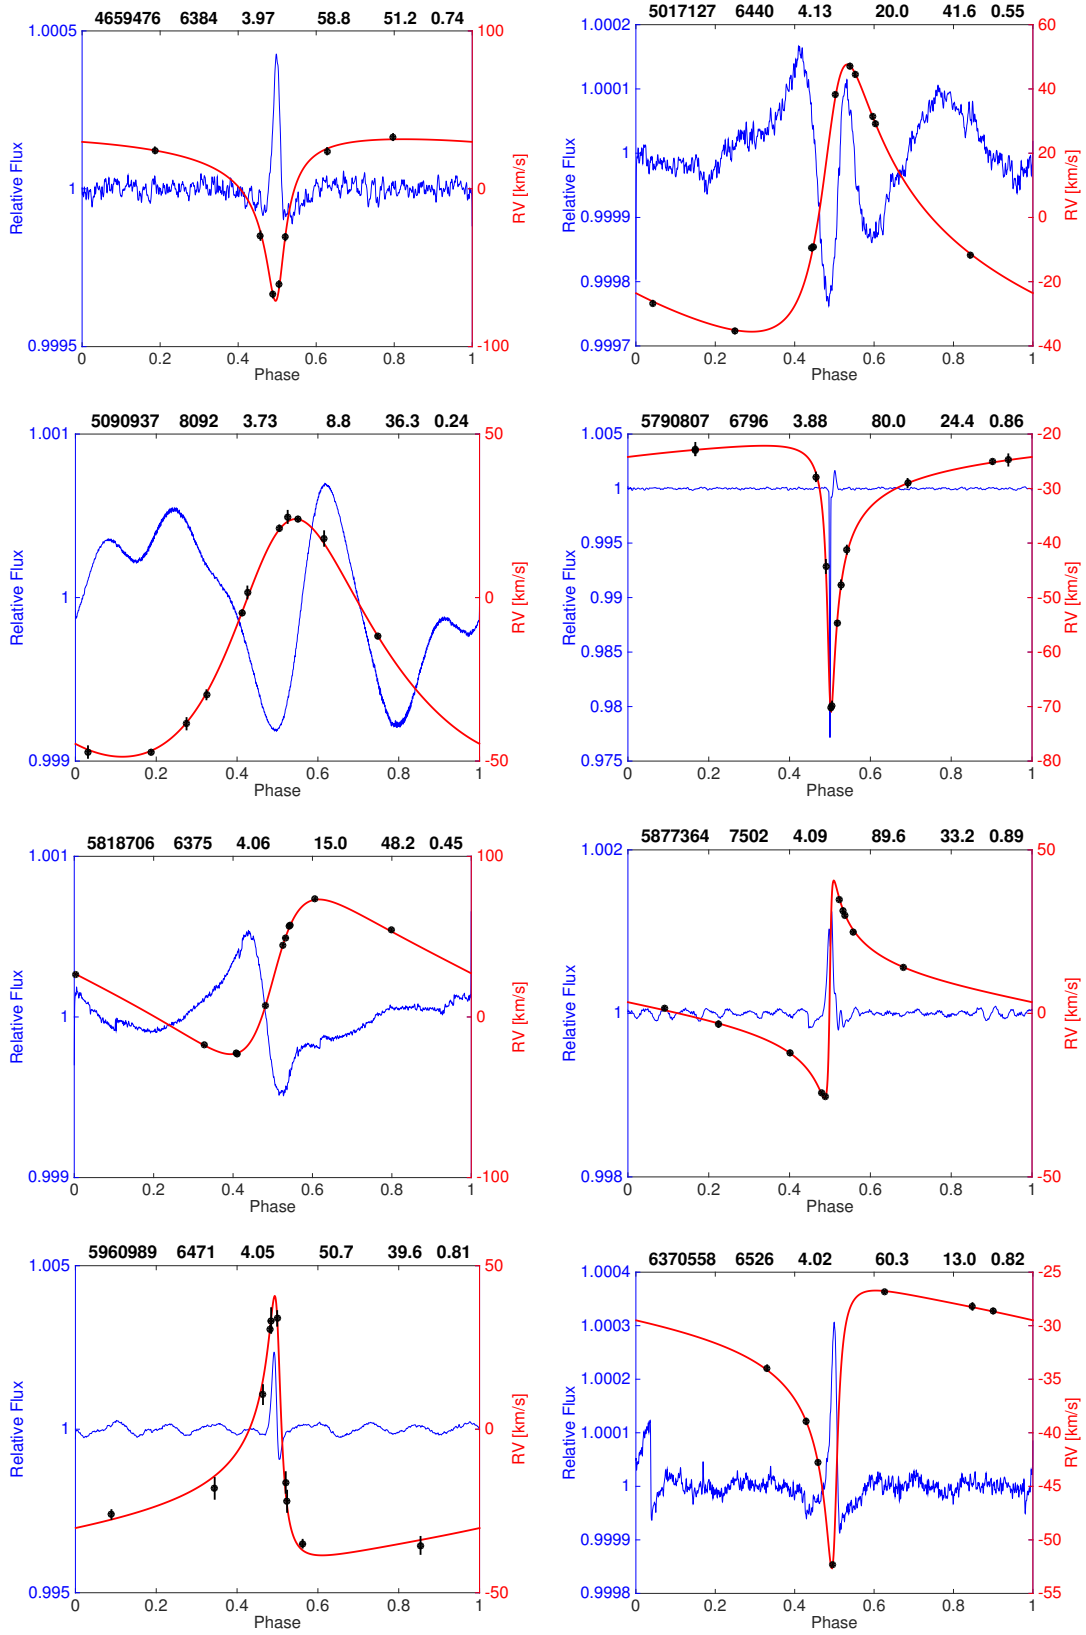 4659476 6384 3.97 58.8 51.2 0.74
1.0005
1
0.9995
Relative Flux
100
0
-100
RV [km/s]
0 0.2 0.4 0.6 0.8 1
Phase
5017127 6440 4.13 20.0 41.6 0.55
1.0002
1.0001
1
0.9999
0.9998
0.9997
Relative Flux
60
40
20
0
-20
-40
RV [km/s]
0 0.2 0.4 0.6 0.8 1
Phase
5090937 8092 3.73 8.8 36.3 0.24
1.001
1
0.999
Relative Flux
50
0
-50
RV [km/s]
0 0.2 0.4 0.6 0.8 1
Phase
5790807 6796 3.88 80.0 24.4 0.86
1.005
1
0.995
0.99
0.985
0.98
0.975
Relative Flux
-20
-30
-40
-50
-60
-70
-80
RV [km/s]
0 0.2 0.4 0.6 0.8 1
Phase
5818706 6375 4.06 15.0 48.2 0.45
1.001
1
0.999
Relative Flux
100
0
-100
RV [km/s]
0 0.2 0.4 0.6 0.8 1
Phase
5877364 7502 4.09 89.6 33.2 0.89
1.002
1
0.998
Relative Flux
50
0
-50
RV [km/s]
0 0.2 0.4 0.6 0.8 1
Phase
5960989 6471 4.05 50.7 39.6 0.81
1.005
1
0.995
Relative Flux
50
0
-50
RV [km/s]
0 0.2 0.4 0.6 0.8 1
Phase
6370558 6526 4.02 60.3 13.0 0.82
1.0004
1.0003
1.0002
1.0001
1
0.9999
0.9998
Relative Flux
-25
-30
-35
-40
-45
-50
-55
RV [km/s]
0 0.2 0.4 0.6 0.8 1
Phase